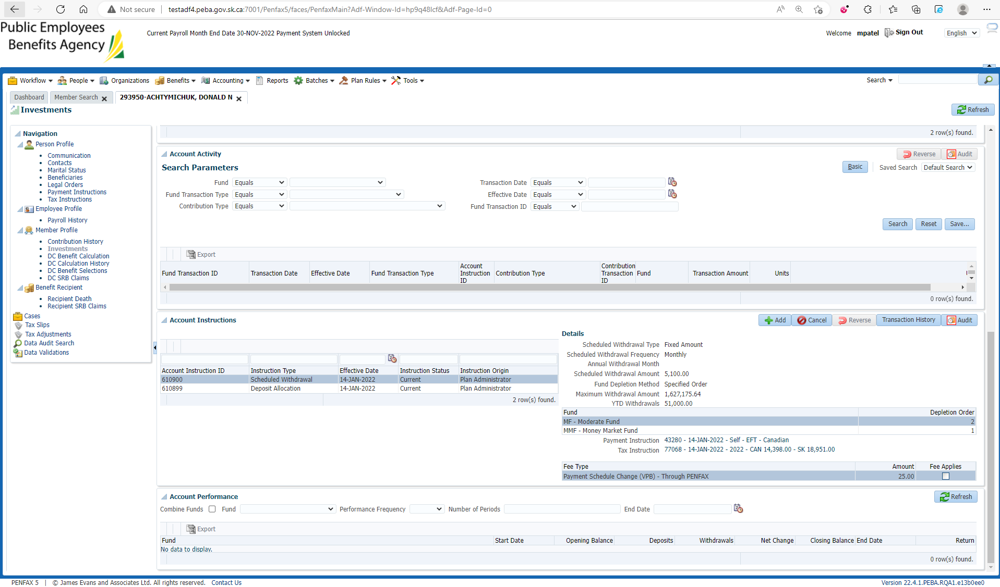 Not secure
testadf4.peba.gov.sk.ca:7001/Penfax5/faces/PenfaxMain?Adf-Window-Id=hp9q48lcf&Adf-Page-Id=0
Public Employees
Benefits Agency
Current Payroll Month End Date 30-NOV-2022 Payment System Unlocked
Welcome mpatel Sign Out English
Workflow People Organizations Benefits Accounting Reports Batches Plan Rules Tools Search
Dashboard Member Search 293950-ACHTYMICHUK, DONALD N
Investments
Refresh
Navigation
Person Profile
Communication
Contacts
Marital Status
Beneficiaries
Legal Orders
Payment Instructions
Tax Instructions
Employee Profile
Payroll History
Member Profile
Contribution History
Investments
DC Benefit Calculation
DC Calculation History
DC Benefit Selections
DC SRB Claims
Benefit Recipient
Recipient Death
Recipient SRB Claims
Cases
Tax Slips
Tax Adjustments
Data Audit Search
Data Validations
2 row(s) found.
Account Activity
Reverse Audit
Search Parameters
Basic Saved Search Default Search
Fund Equals
Transaction Date Equals
Fund Transaction Type Equals
Effective Date Equals
Contribution Type Equals
Fund Transaction ID Equals
Search Reset Save...
Export
Fund Transaction ID Transaction Date Effective Date Fund Transaction Type Account Instruction ID Contribution Type Contribution Transaction ID Fund Transaction Amount Units
0 row(s) found.
Account Instructions
Add Cancel Reverse Transaction History Audit
Account Instruction ID Instruction Type Effective Date Instruction Status Instruction Origin
610900 Scheduled Withdrawal 14-JAN-2022 Current Plan Administrator
610899 Deposit Allocation 14-JAN-2022 Current Plan Administrator
2 row(s) found.
Details
Scheduled Withdrawal Type Fixed Amount
Scheduled Withdrawal Frequency Monthly
Annual Withdrawal Month
Scheduled Withdrawal Amount 5,100.00
Fund Depletion Method Specified Order
Maximum Withdrawal Amount 1,627,175.64
YTD Withdrawals 51,000.00
Fund Depletion Order
MF - Moderate Fund 2
MMF - Money Market Fund 1
Payment Instruction 43280 - 14-JAN-2022 - Self - EFT - Canadian
Tax Instruction 77068 - 14-JAN-2022 - 2022 - CAN 14,398.00 - SK 18,951.00
Fee Type Amount Fee Applies
Payment Schedule Change (VPB) - Through PENFAX 25.00
Account Performance
Refresh
Combine Funds Fund Performance Frequency Number of Periods End Date
Export
Fund Start Date Opening Balance Deposits Withdrawals Net Change Closing Balance End Date Return
No data to display.
0 row(s) found.
PENFAX 5 | © James Evans and Associates Ltd. All rights reserved. Contact Us
Version 22.4.1.PEBA.RQA1.e13b0ee0